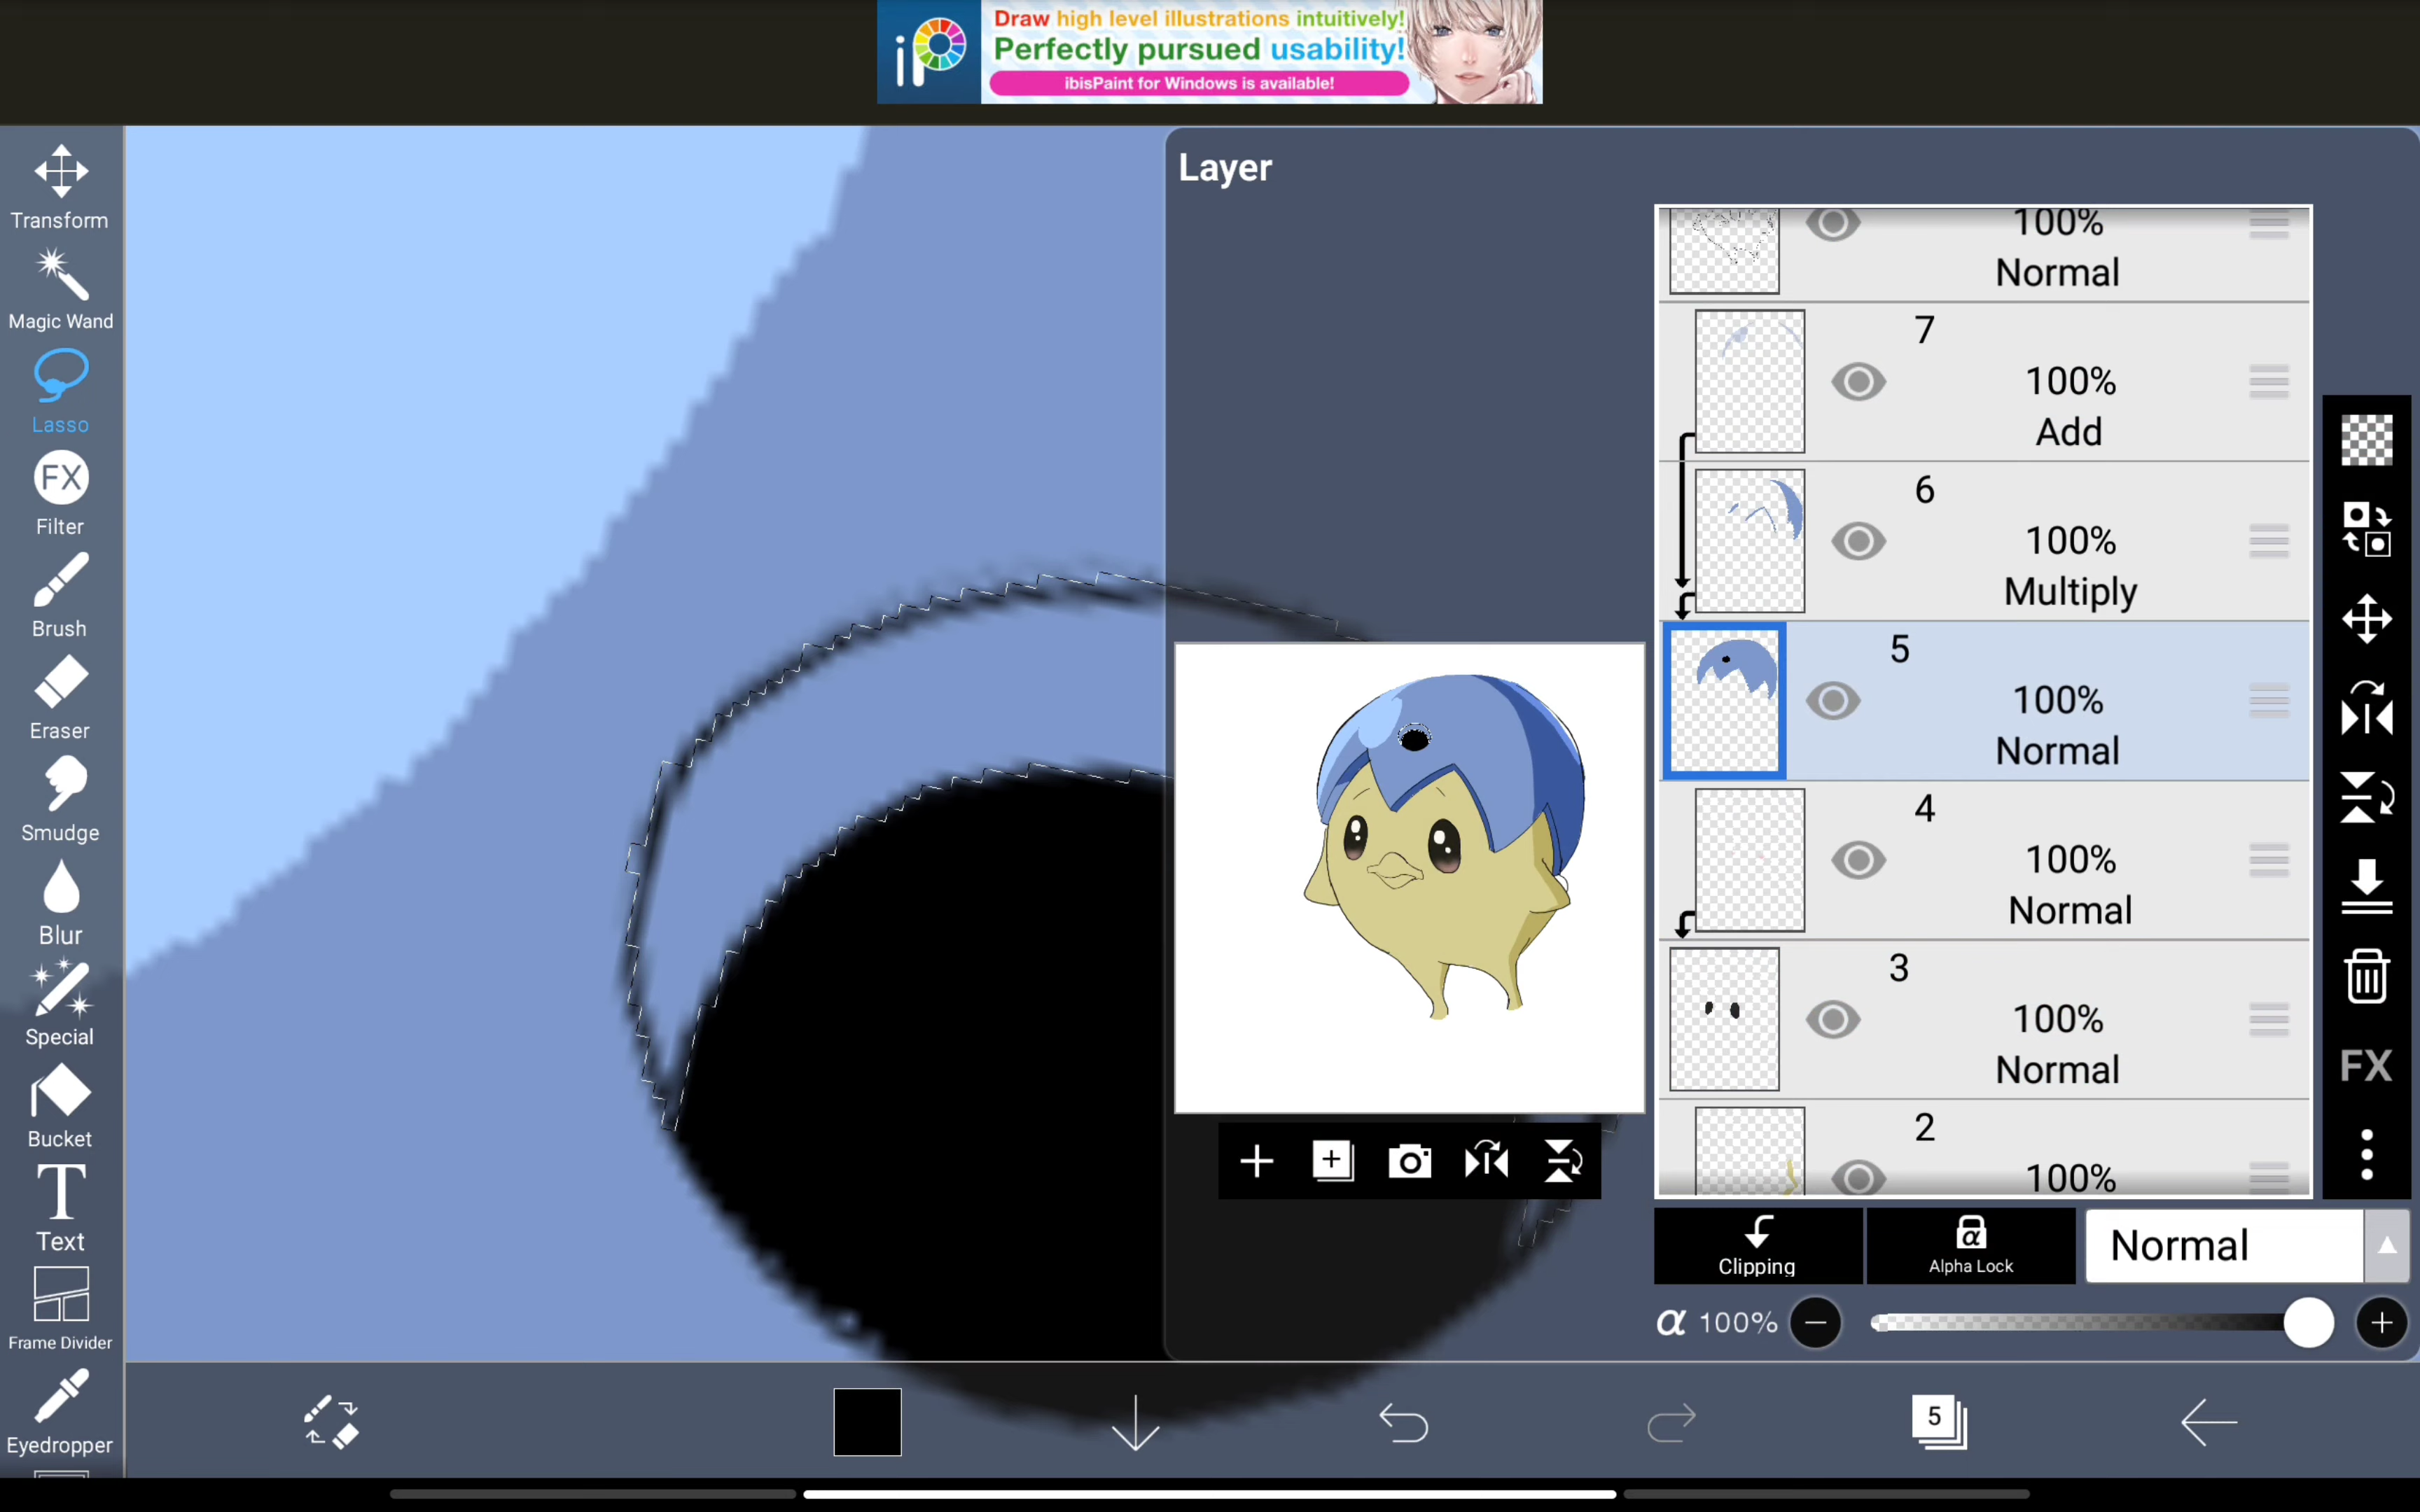 iP
Draw high level illustrations intuitively!
Perfectly pursued usability!
ibisPaint for Windows is available!
Transform
Magic Wand
Lasso
FX
Filter
Brush
Eraser
Smudge
Blur
Special
Bucket
T
Text
Frame Divider
Eyedropper
Layer
100%
Normal
7
100%
Add
6
100%
Multiply
5
100%
Normal
4
100%
Normal
3
100%
Normal
2
100%
FX
Clipping
α
Alpha Lock
Normal
α 100%
5